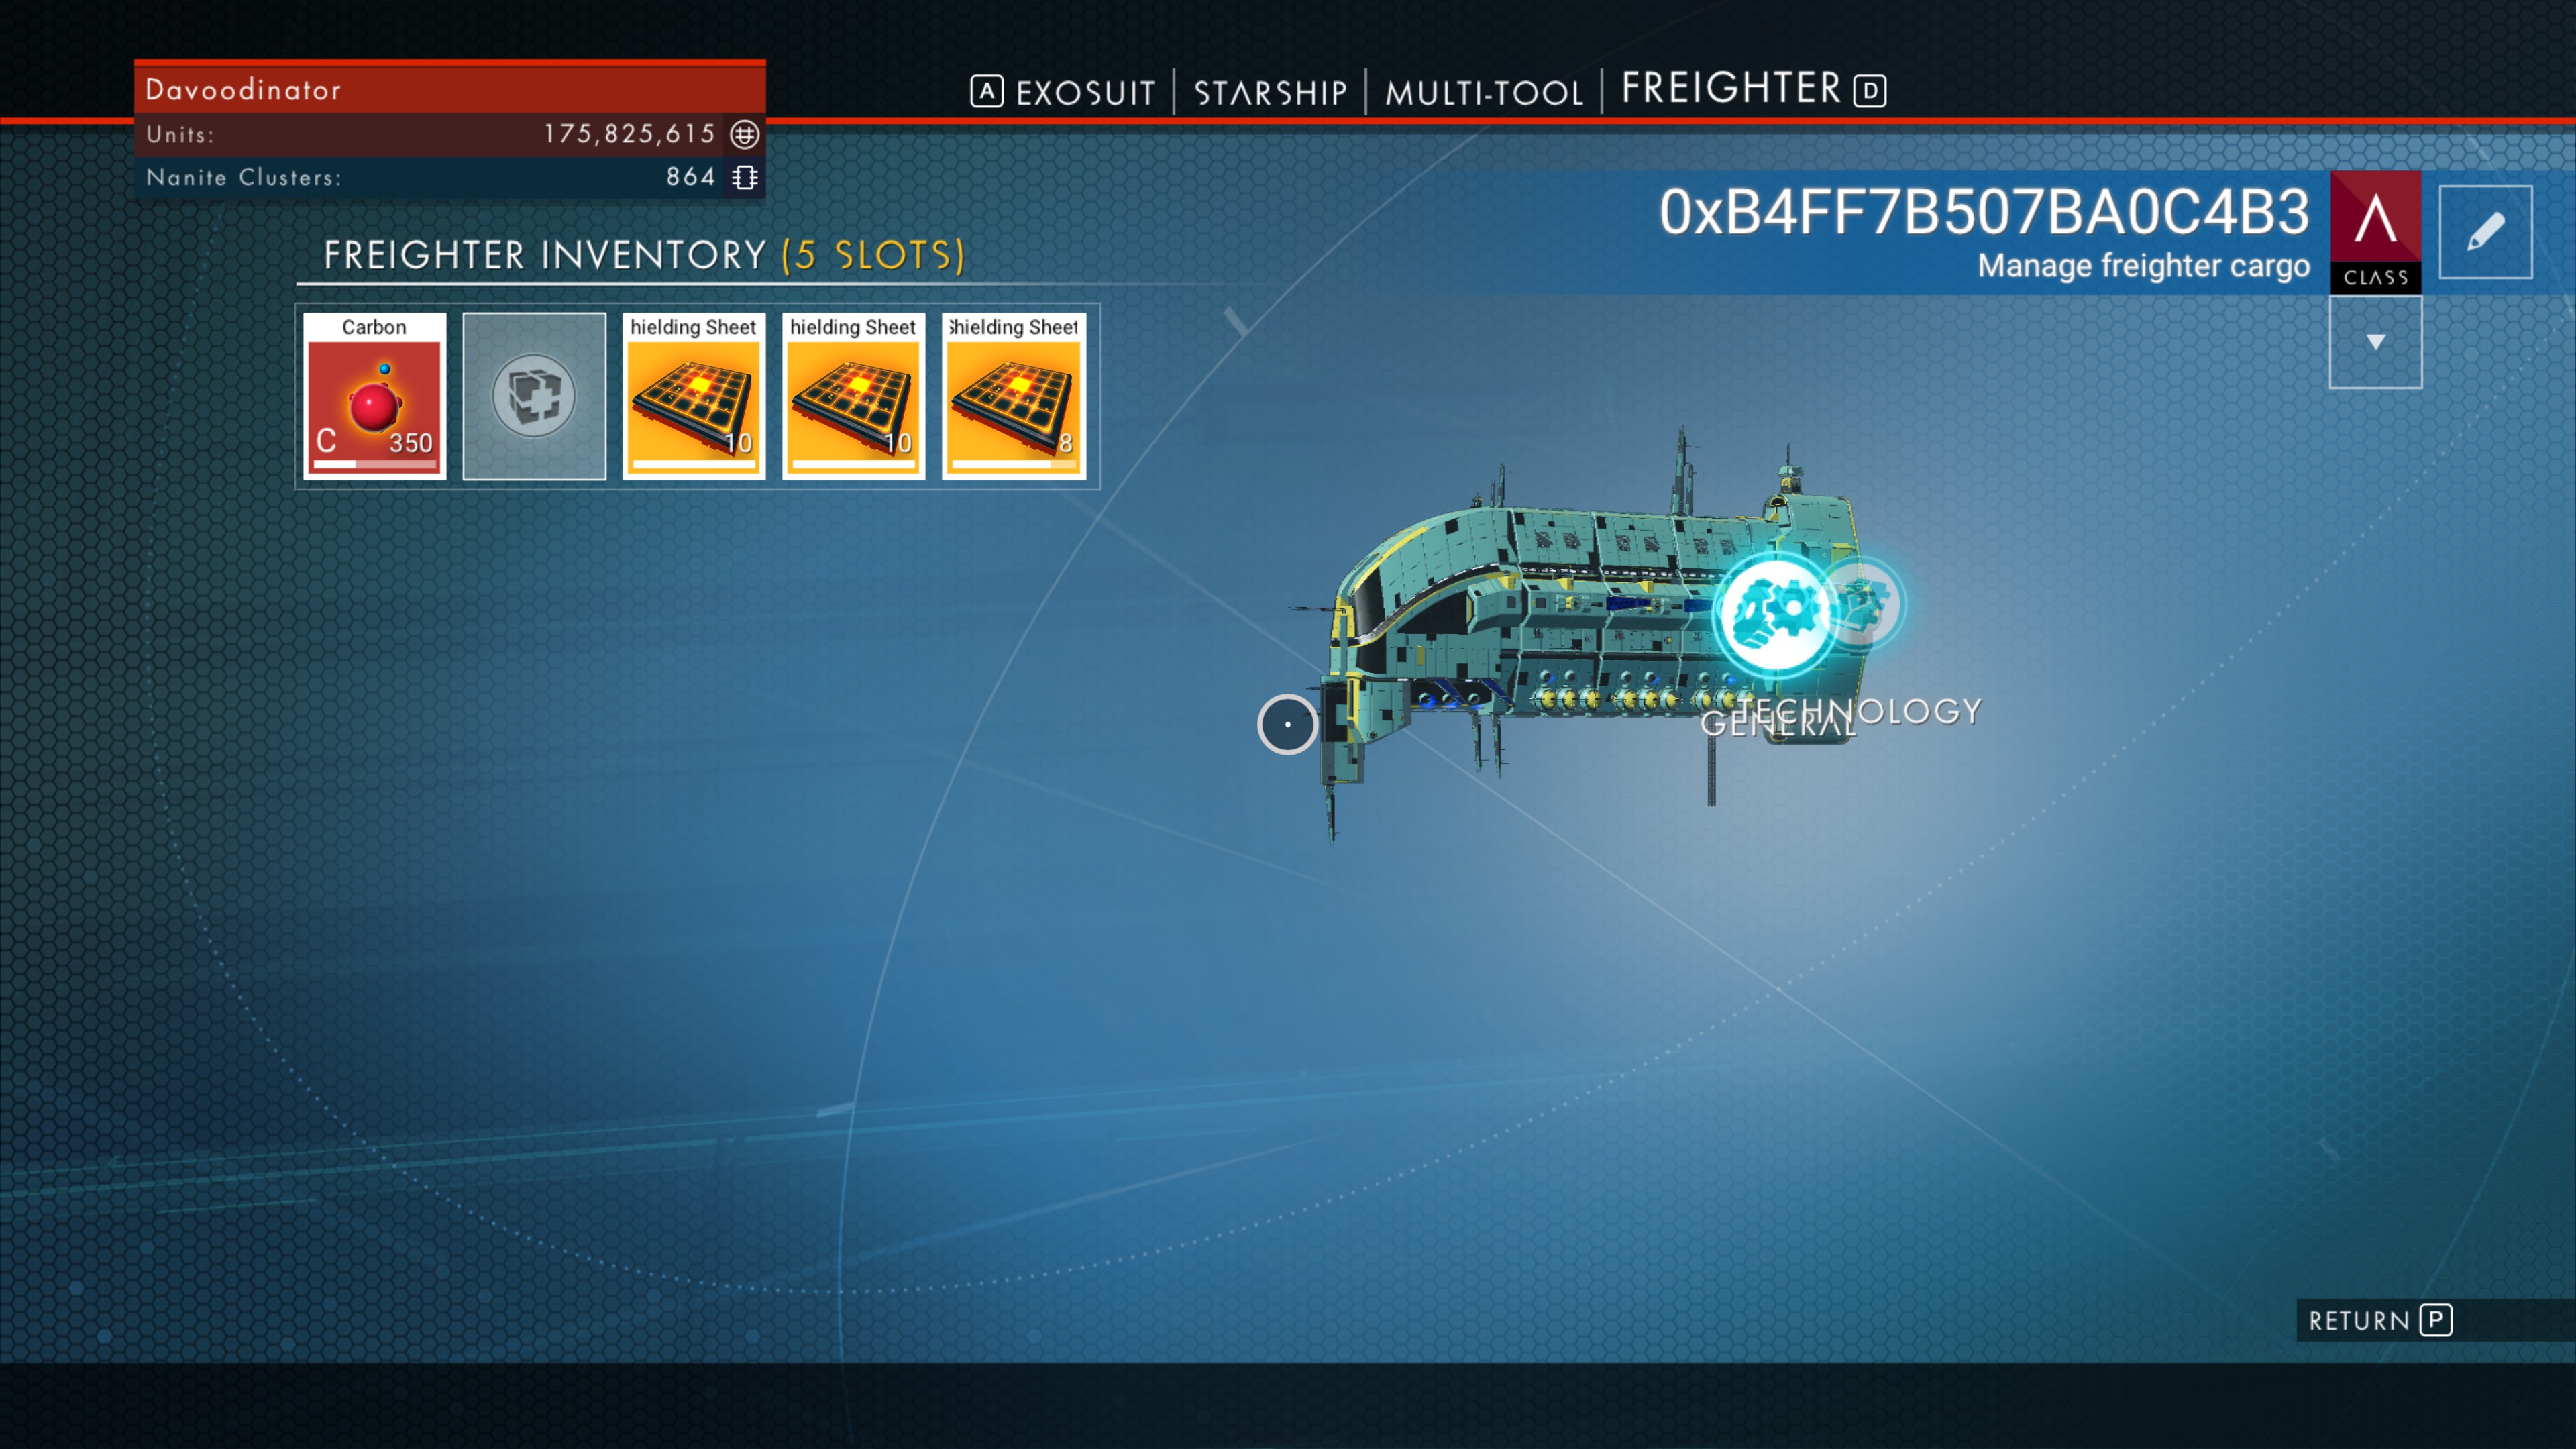 Davoodinator
Units: 175,825,615
Nanite Clusters: 864
A EXOSUIT STARSHIP MULTI-TOOL FREIGHTER D
0xB4FF7B507BA0C4B3
Manage freighter cargo
CLASS
FREIGHTER INVENTORY (5 SLOTS)
Carbon
C 350
hielding Sheet
10
hielding Sheet
10
Shielding Sheet
8
TECHNOLOGY
GENERAL
RETURN P